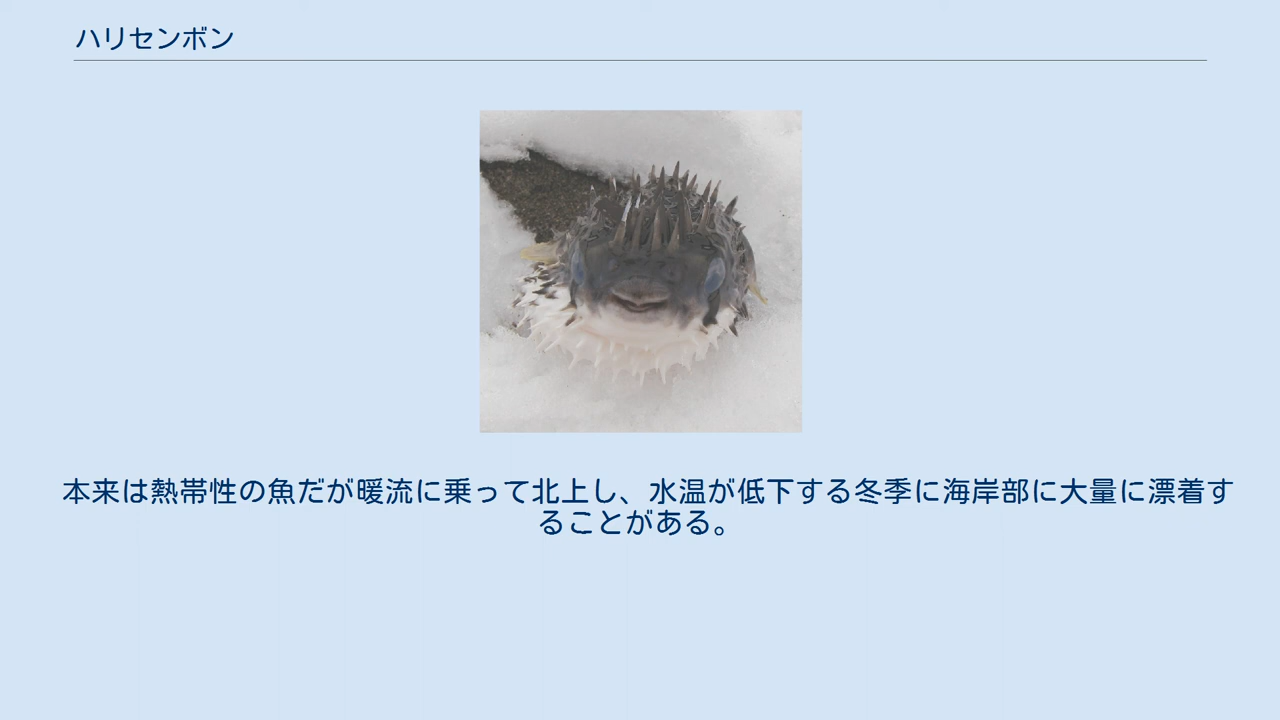 ハリセンボン
本来は熱帯性の魚だが暖流に乗って北上し、水温が低下する冬季に海岸部に大量に漂着す
ることがある。